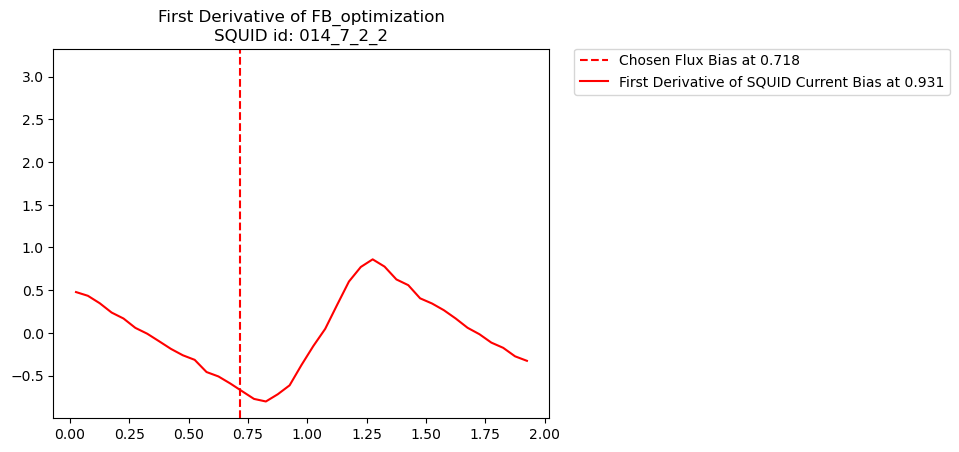 First Derivative of FB_optimization
SQUID id: 014_7_2_2
Chosen Flux Bias at 0.718
First Derivative of SQUID Current Bias at 0.931
3.0
2.5
2.0
1.5
1.0
0.5
0.0
−0.5
0.00 0.25 0.50 0.75 1.00 1.25 1.50 1.75 2.00